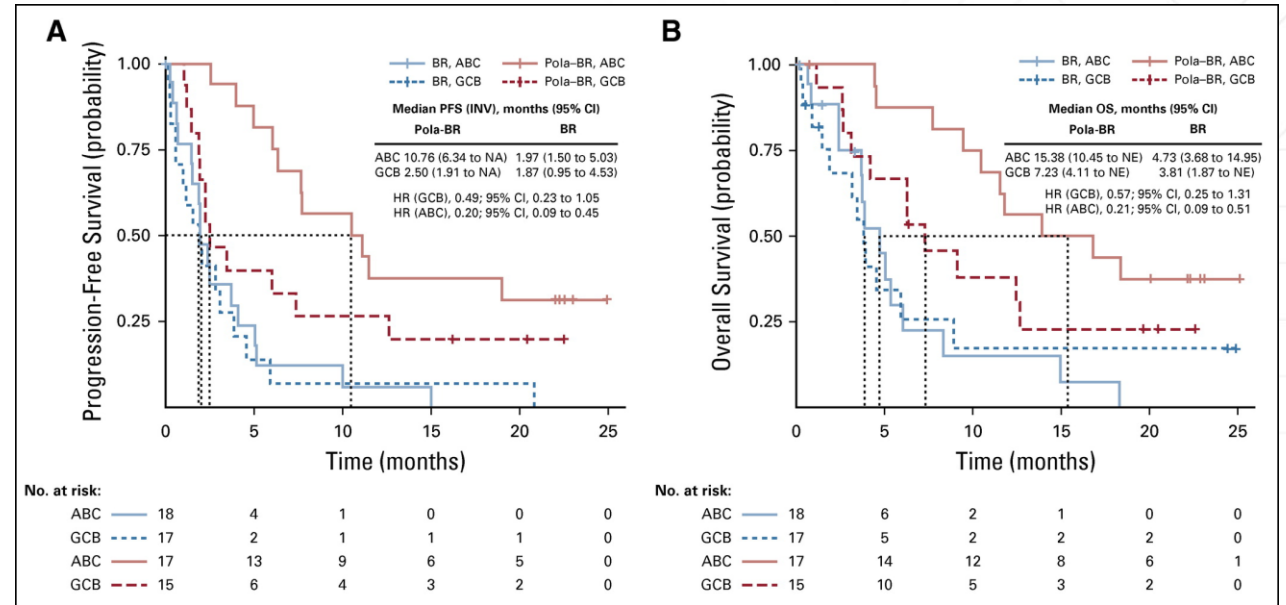 A
Progression-Free Survival (probability)
1.00
0.75
0.50
0.25
BR, ABC
Pola–BR, ABC
BR, GCB
Pola–BR, GCB
Median PFS (INV), months (95% CI)
Pola-BR BR
ABC 10.76 (6.34 to NA) 1.97 (1.50 to 5.03)
GCB 2.50 (1.91 to NA) 1.87 (0.95 to 4.53)
HR (GCB), 0.49; 95% CI, 0.23 to 1.05
HR (ABC), 0.20; 95% CI, 0.09 to 0.45
0 5 10 15 20 25
Time (months)
No. at risk:
ABC 18 4 1 0 0 0
GCB 17 2 1 1 1 0
ABC 17 13 9 6 5 0
GCB 15 6 4 3 2 0
B
Overall Survival (probability)
1.00
0.75
0.50
0.25
BR, ABC
Pola–BR, ABC
BR, GCB
Pola–BR, GCB
Median OS, months (95% CI)
Pola-BR BR
ABC 15.38 (10.45 to NE) 4.73 (3.68 to 14.95)
GCB 7.23 (4.11 to NE) 3.81 (1.87 to NE)
HR (GCB), 0.57; 95% CI, 0.25 to 1.31
HR (ABC), 0.21; 95% CI, 0.09 to 0.51
0 5 10 15 20 25
Time (months)
No. at risk:
ABC 18 6 2 1 0 0
GCB 17 5 2 2 2 0
ABC 17 14 12 8 6 1
GCB 15 10 5 3 2 0